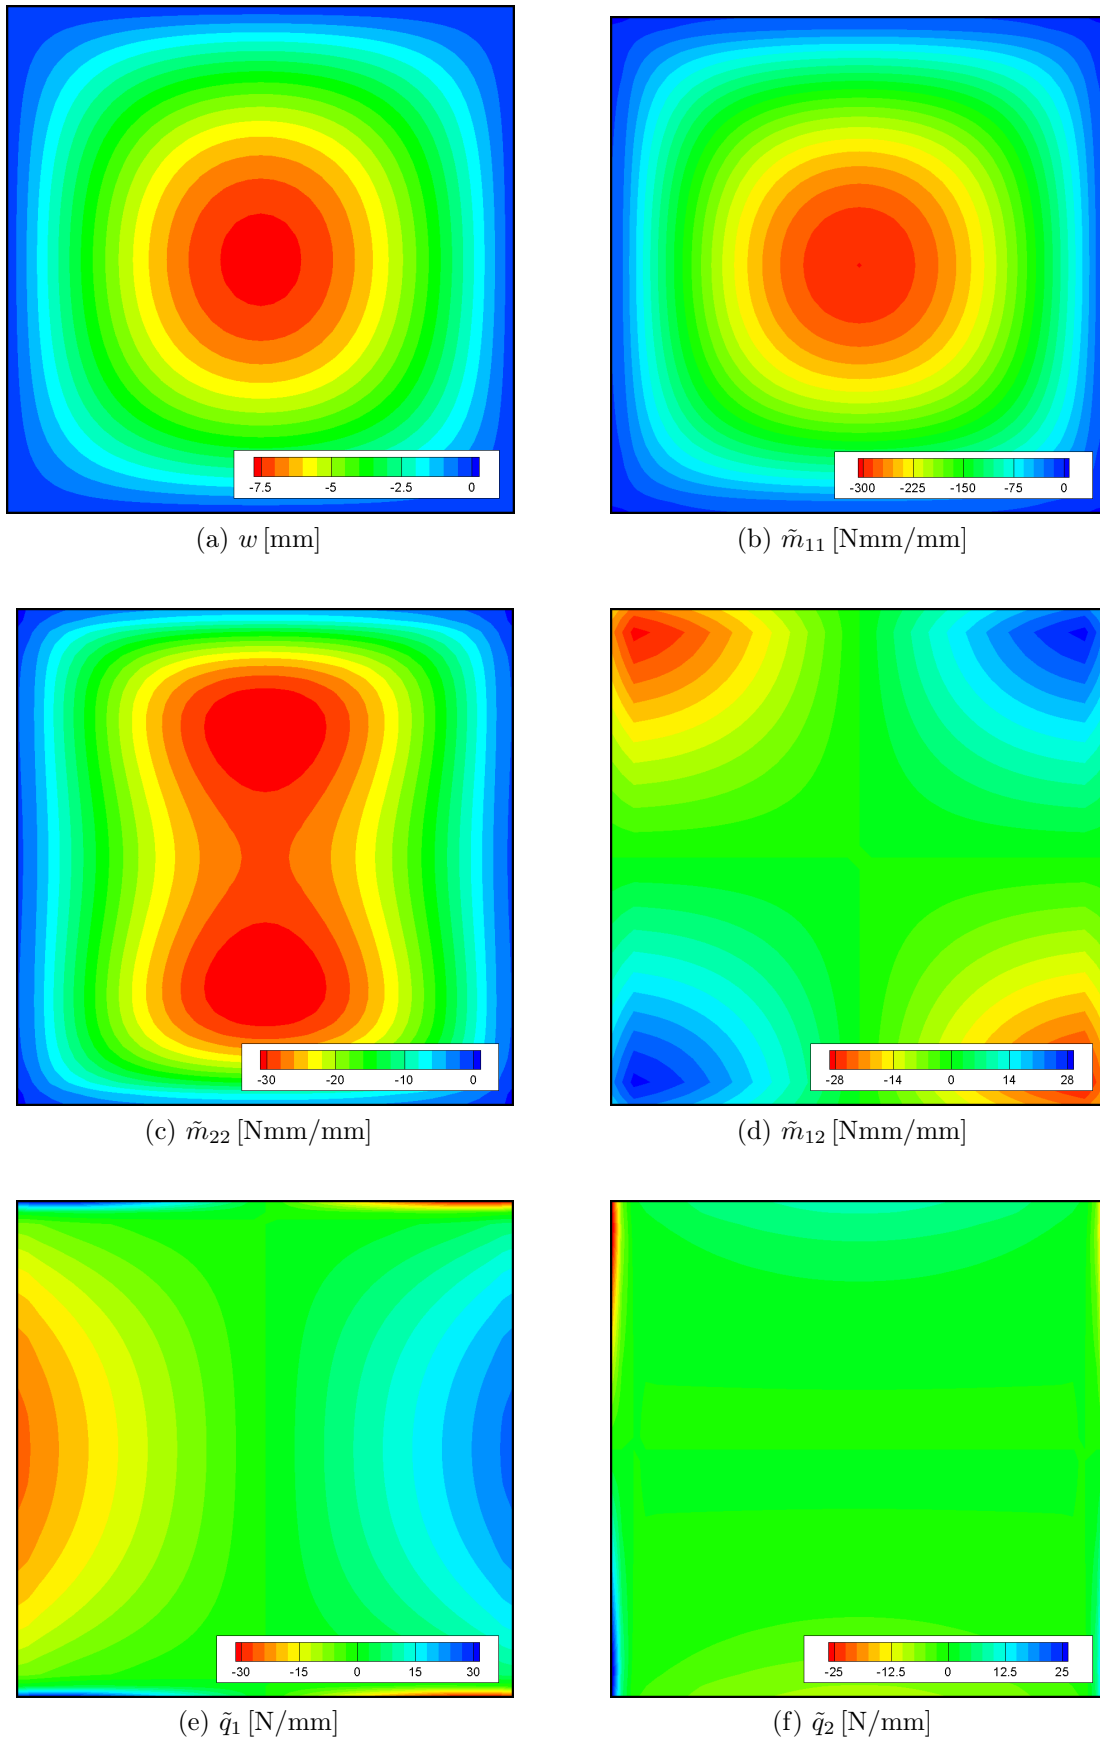 -7.5 -5 -2.5 0
-300 -225 -150 -75 0
(a) w [mm]
(b) m̃₁₁ [Nmm/mm]
-30 -20 -10 0
-28 -14 0 14 28
(c) m̃₂₂ [Nmm/mm]
(d) m̃₁₂ [Nmm/mm]
-30 -15 0 15 30
-25 -12.5 0 12.5 25
(e) q̃₁ [N/mm]
(f) q̃₂ [N/mm]